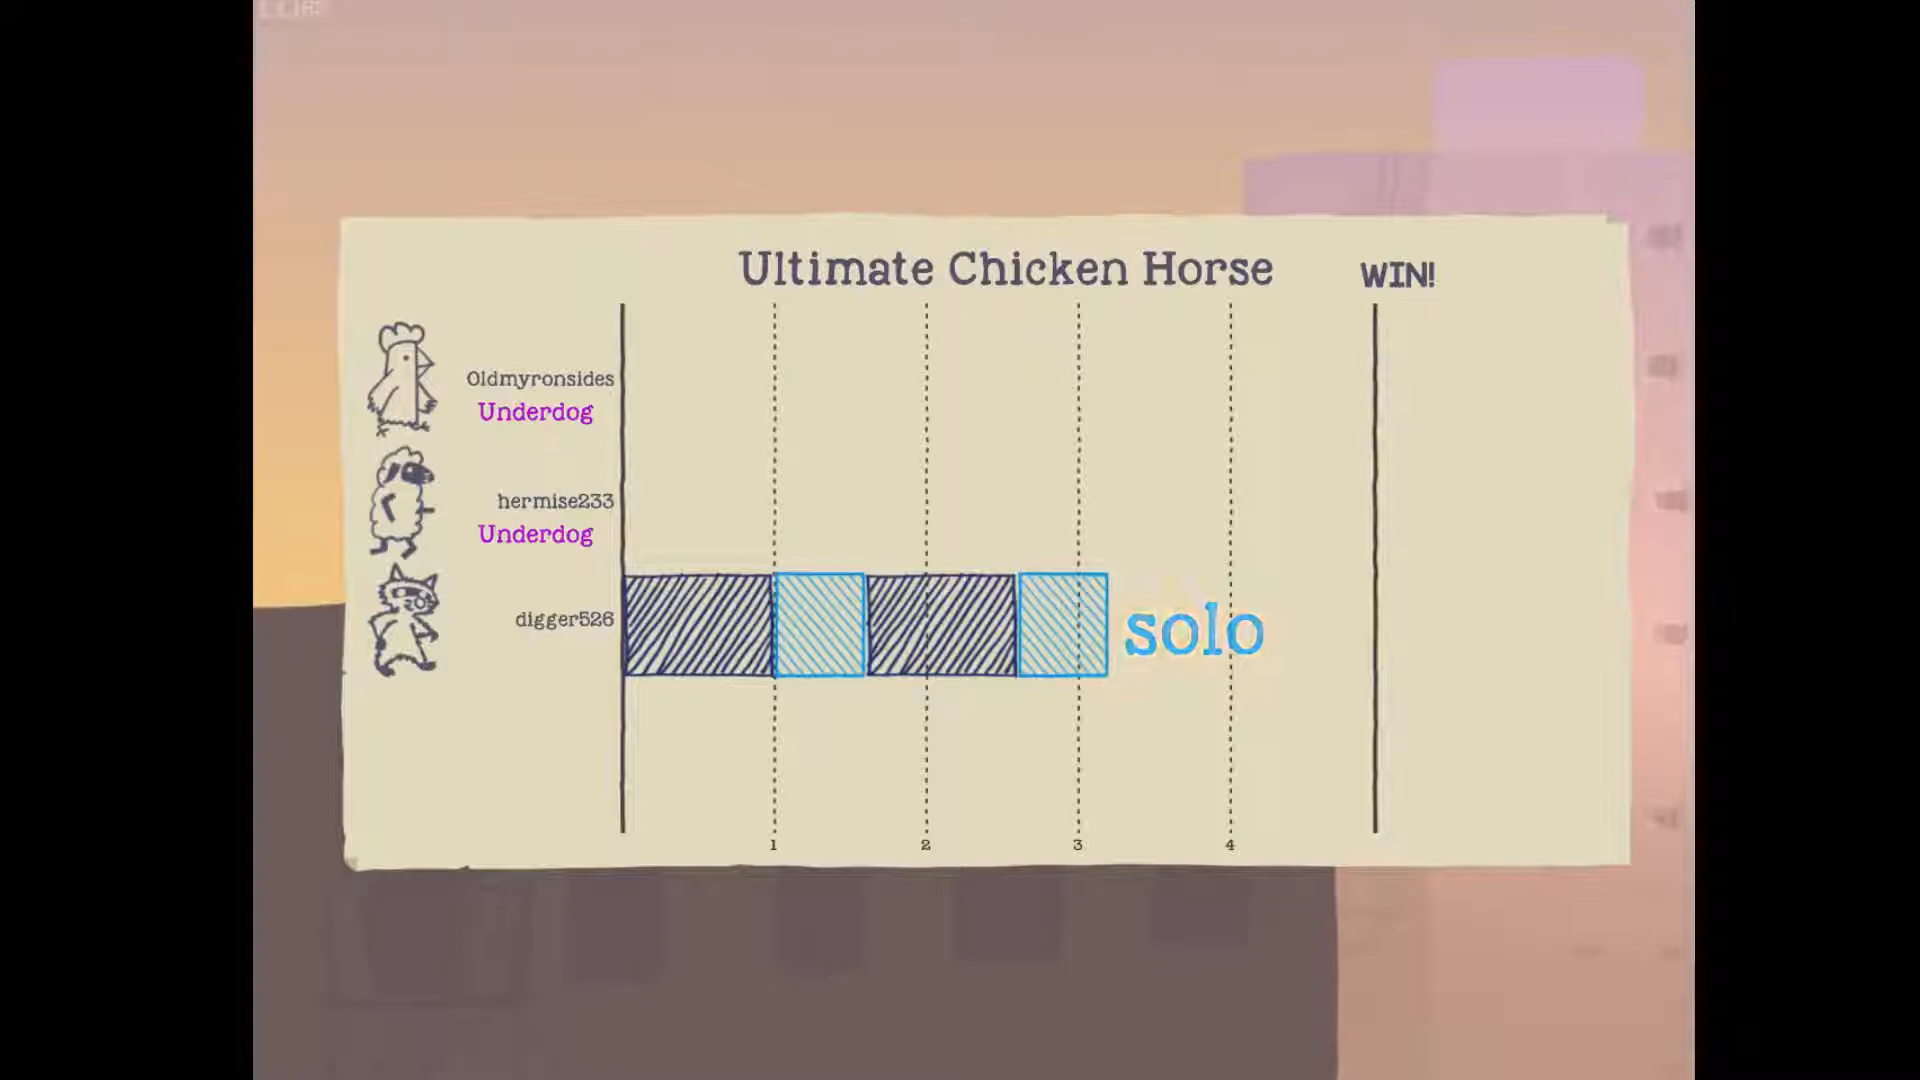 Ultimate Chicken Horse
WIN!
Oldmyronsides
Underdog
hermise233
Underdog
digger526
solo
1 2 3 4